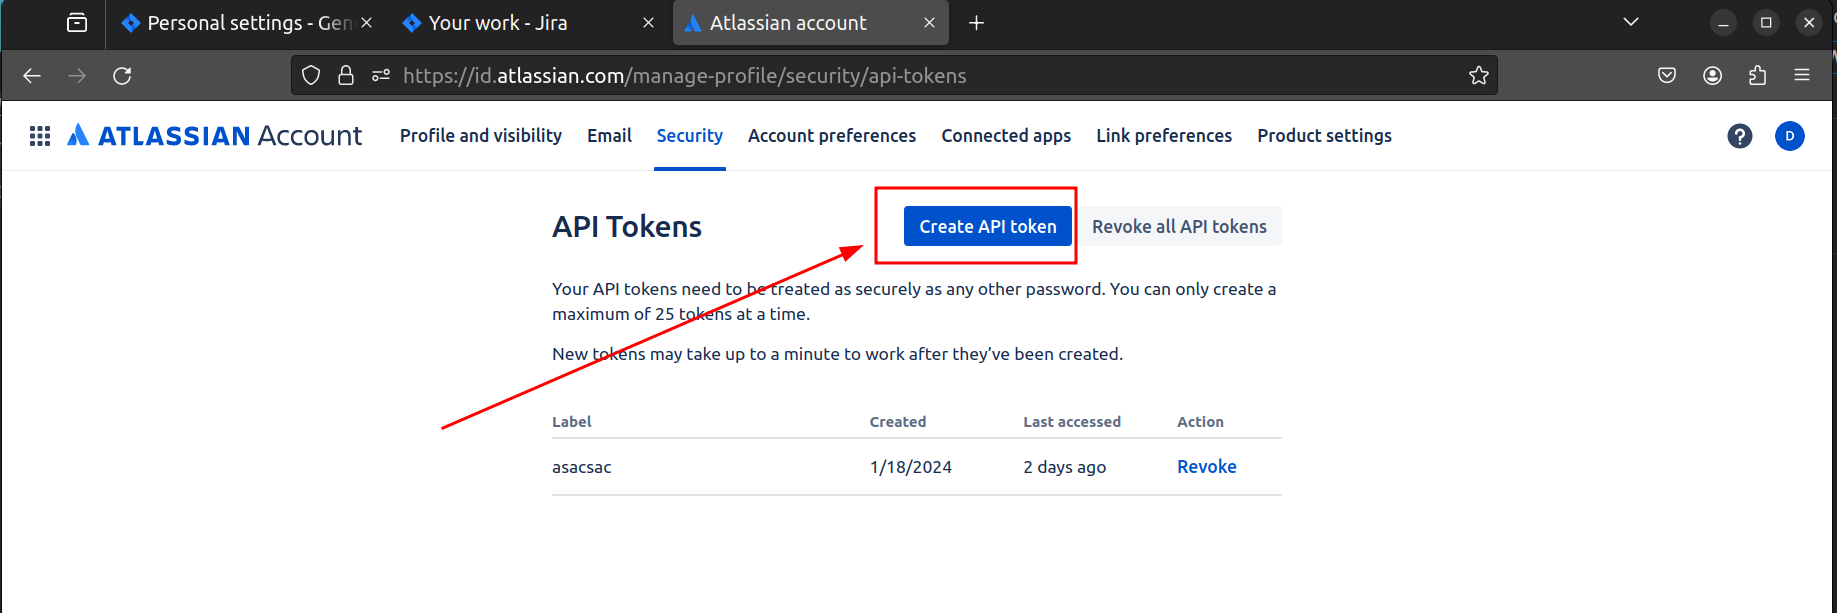 Personal settings - Gen
Your work - Jira
Atlassian account
https://id.atlassian.com/manage-profile/security/api-tokens
ATLASSIAN Account
Profile and visibility
Email
Security
Account preferences
Connected apps
Link preferences
Product settings
?
D
API Tokens
Create API token
Revoke all API tokens
Your API tokens need to be treated as securely as any other password. You can only create a
maximum of 25 tokens at a time.
New tokens may take up to a minute to work after they've been created.
Label Created Last accessed Action
asacsac 1/18/2024 2 days ago Revoke